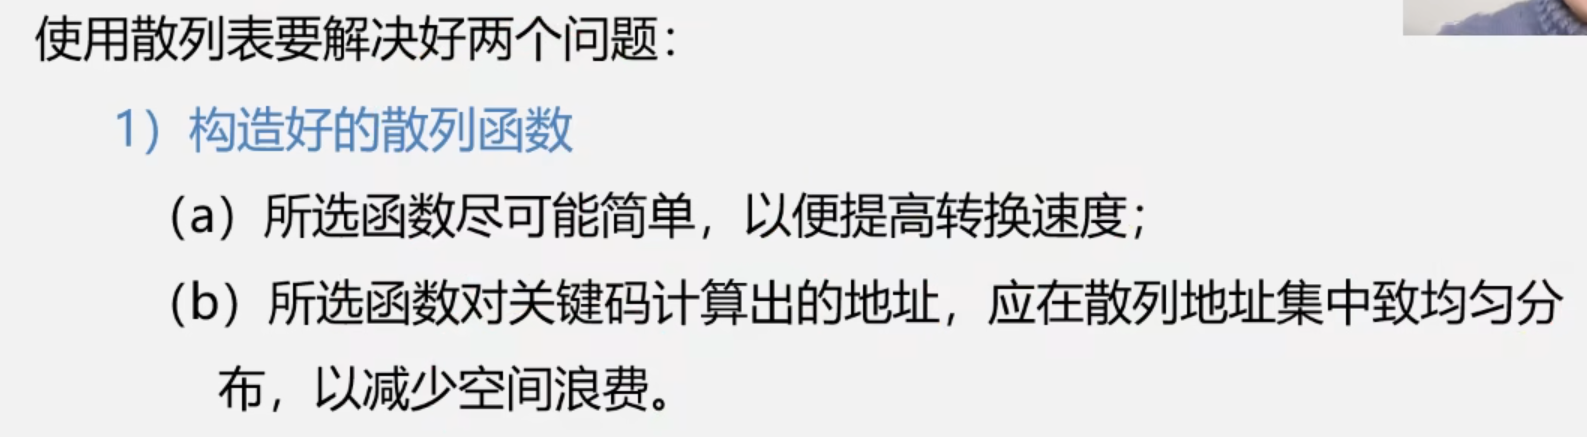 使用散列表要解决好两个问题：
1）构造好的散列函数
（a）所选函数尽可能简单，以便提高转换速度；
（b）所选函数对关键码计算出的地址，应在散列地址集中致均匀分
布，以减少空间浪费。